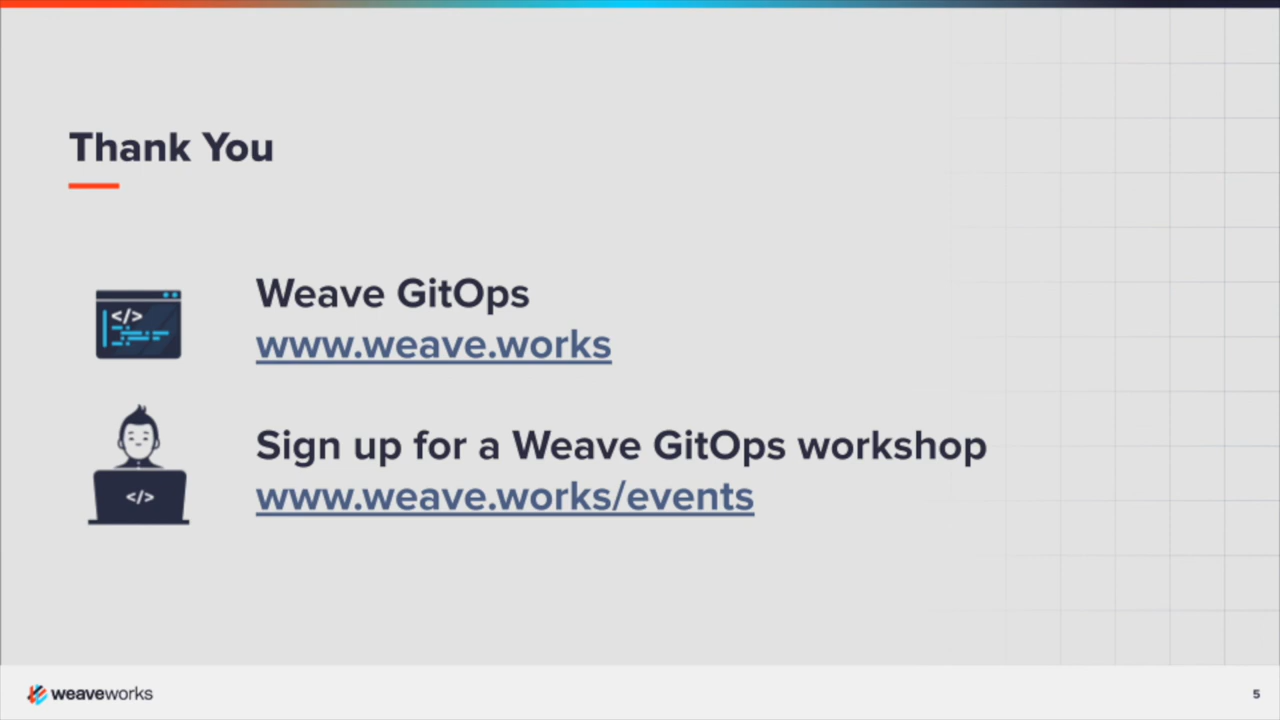 Thank You
</>
Weave GitOps
www.weave.works
</>
Sign up for a Weave GitOps workshop
www.weave.works/events
weaveworks
5